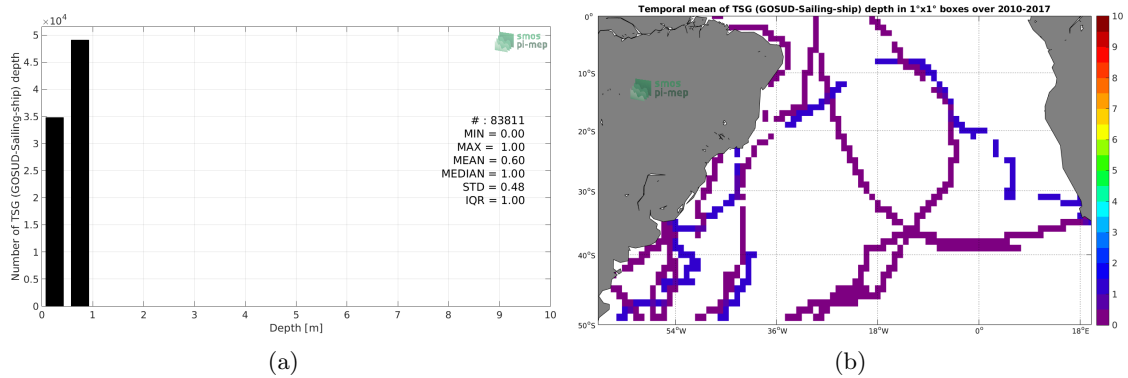 ×10⁴
5
4.5
4
3.5
3
2.5
2
1.5
1
0.5
0
Number of TSG (GOSUD-Sailing-ship) depth
0 1 2 3 4 5 6 7 8 9 10
Depth [m]
smos
pi-mep
# : 83811
MIN = 0.00
MAX = 1.00
MEAN = 0.60
MEDIAN = 1.00
STD = 0.48
IQR = 1.00
(a)
Temporal mean of TSG (GOSUD-Sailing-ship) depth in 1°x1° boxes over 2010-2017
smos
pi-mep
0°
10°S
20°S
30°S
40°S
50°S
54°W 36°W 18°W 0° 18°E
10
9
8
7
6
5
4
3
2
1
0
(b)